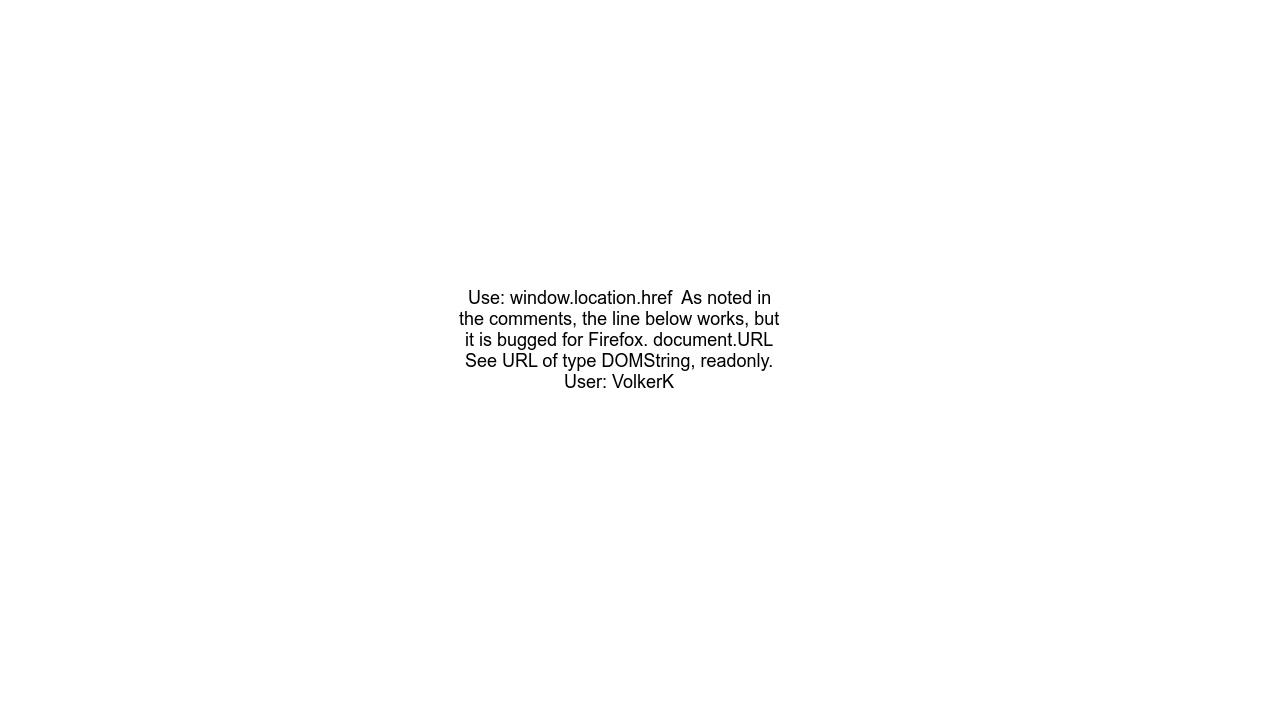 Use: window.location.href  As noted in
the comments, the line below works, but
it is bugged for Firefox. document.URL
See URL of type DOMString, readonly.
User: VolkerK